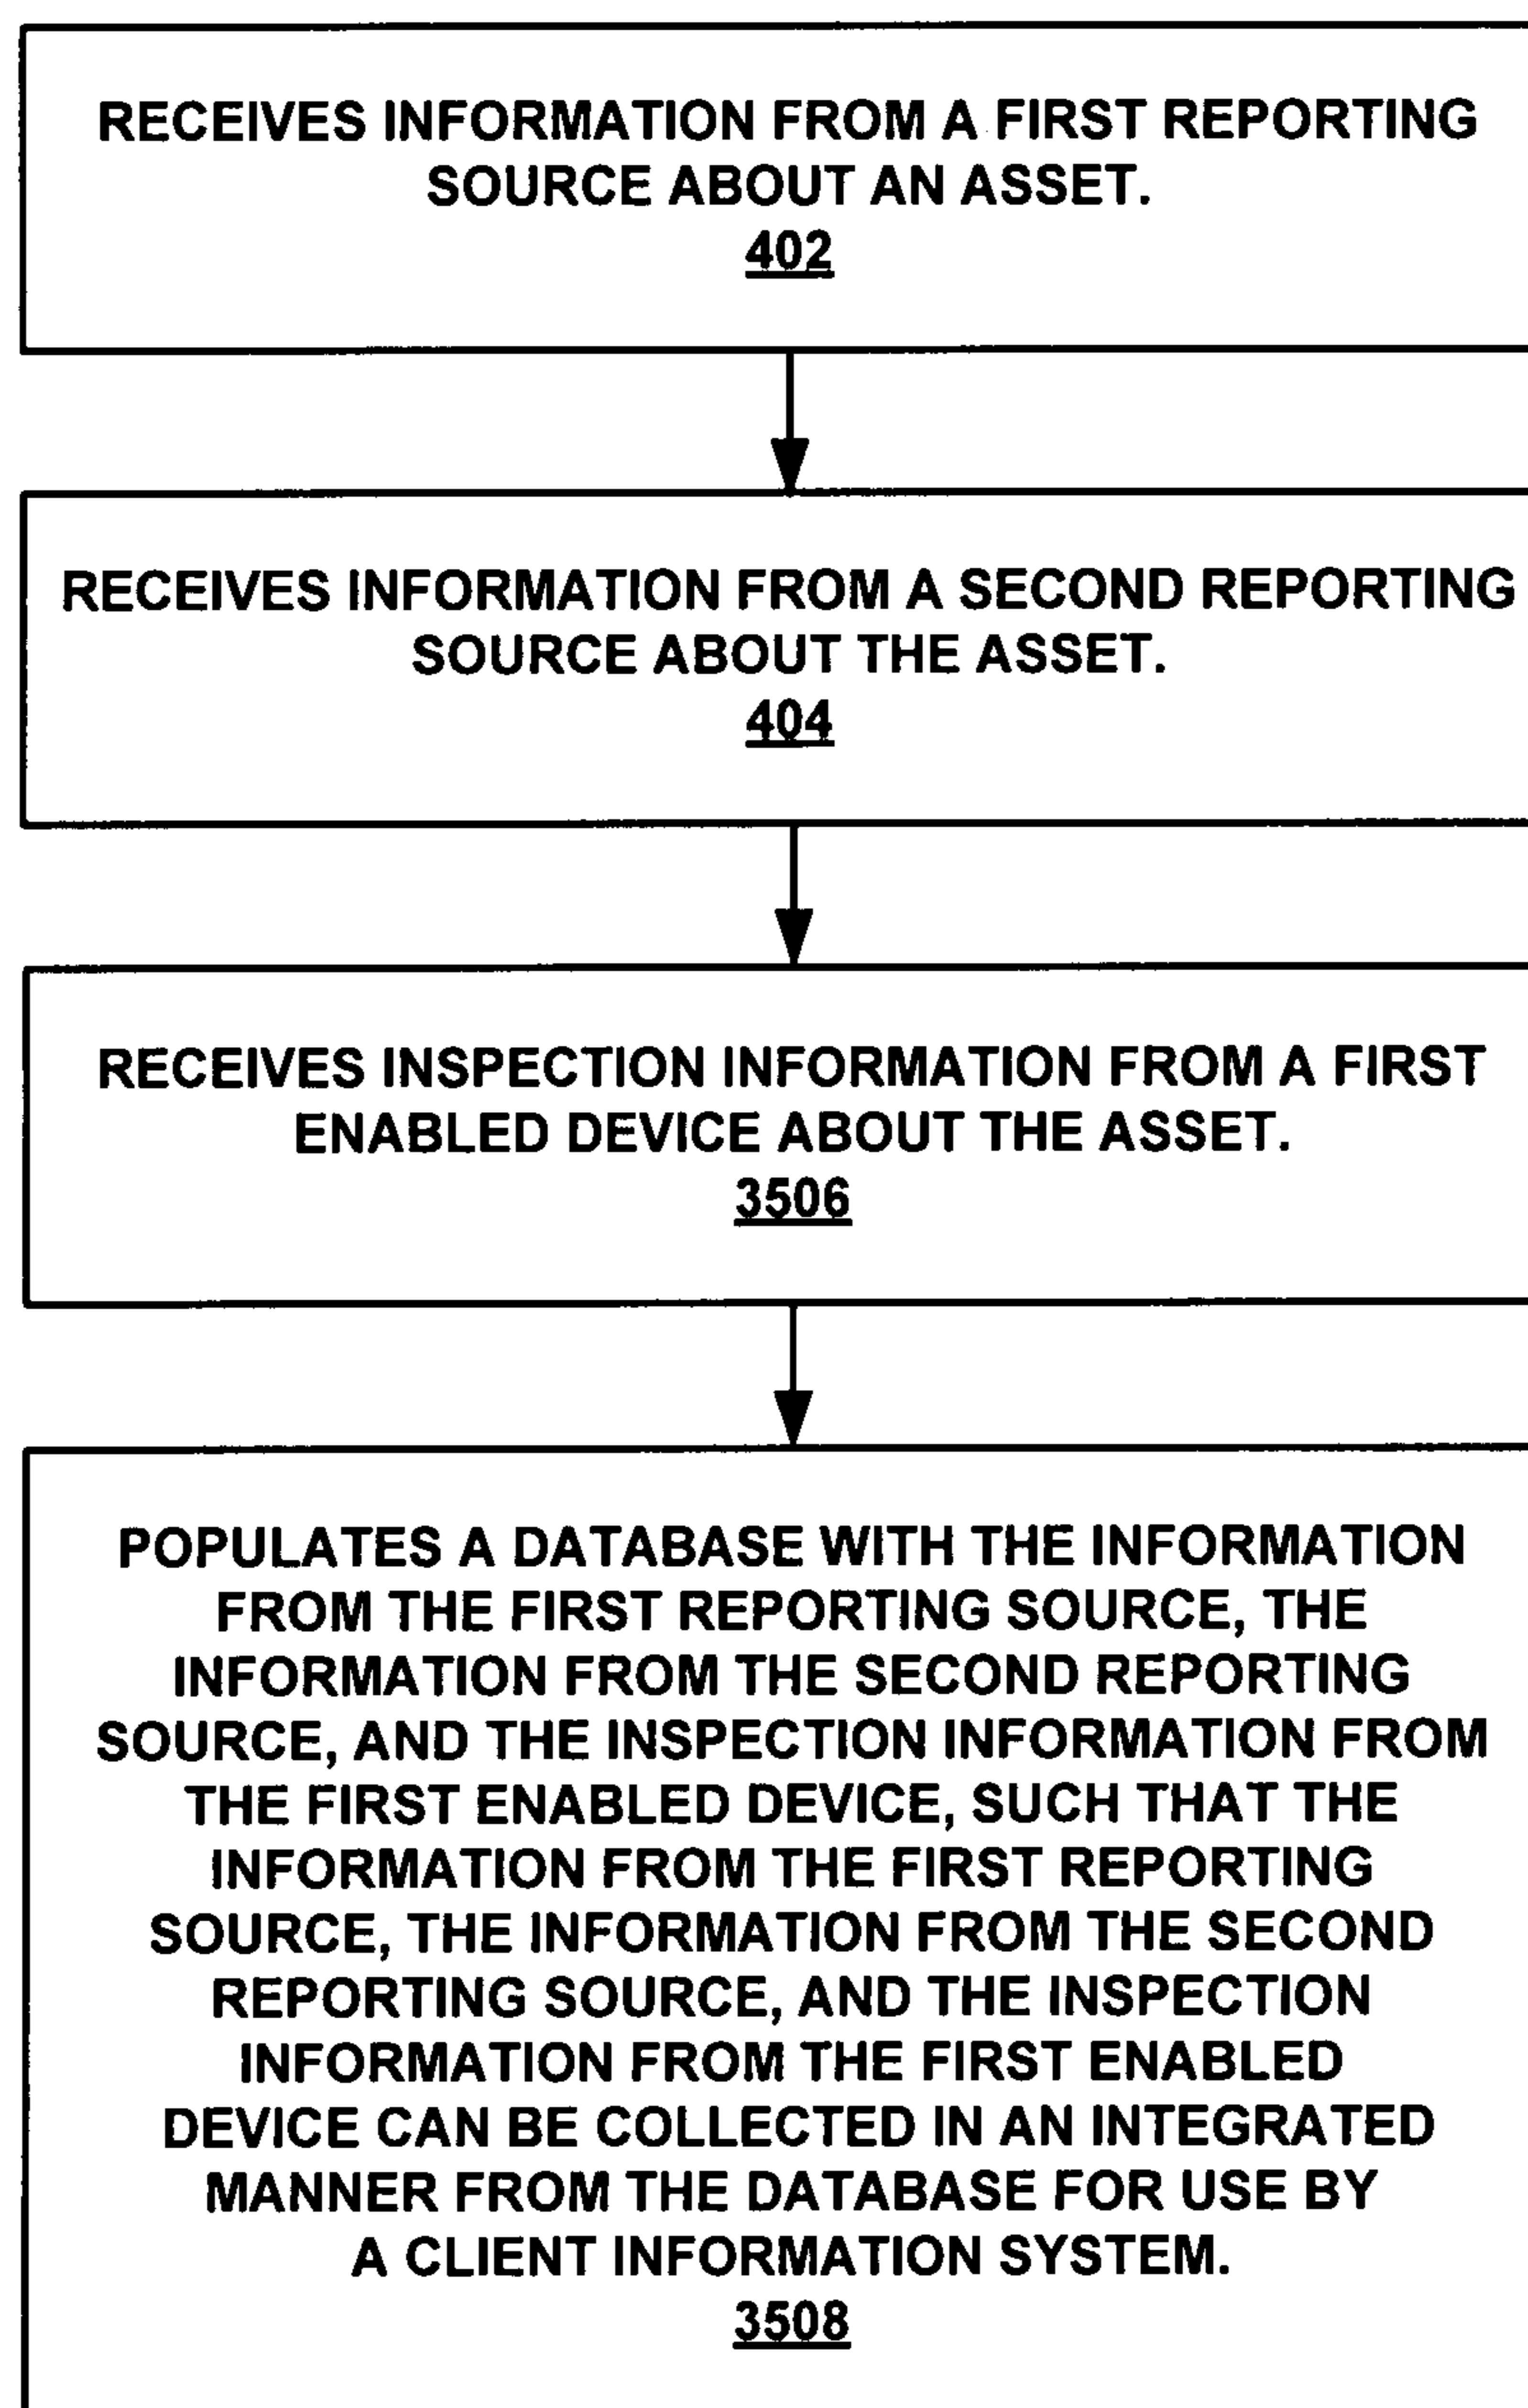 RECEIVES INFORMATION FROM A FIRST REPORTING
SOURCE ABOUT AN ASSET.
402
RECEIVES INFORMATION FROM A SECOND REPORTING
SOURCE ABOUT THE ASSET.
404
RECEIVES INSPECTION INFORMATION FROM A FIRST
ENABLED DEVICE ABOUT THE ASSET.
3506
POPULATES A DATABASE WITH THE INFORMATION
FROM THE FIRST REPORTING SOURCE, THE
INFORMATION FROM THE SECOND REPORTING
SOURCE, AND THE INSPECTION INFORMATION FROM
THE FIRST ENABLED DEVICE, SUCH THAT THE
INFORMATION FROM THE FIRST REPORTING
SOURCE, THE INFORMATION FROM THE SECOND
REPORTING SOURCE, AND THE INSPECTION
INFORMATION FROM THE FIRST ENABLED
DEVICE CAN BE COLLECTED IN AN INTEGRATED
MANNER FROM THE DATABASE FOR USE BY
A CLIENT INFORMATION SYSTEM.
3508